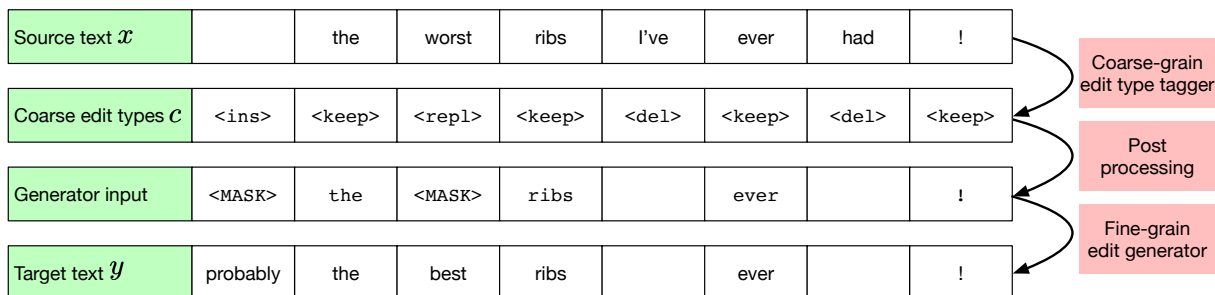 Source text x the worst ribs I've ever had !
Coarse-grain
edit type tagger
Coarse edit types c <ins> <keep> <repl> <keep> <del> <keep> <del> <keep>
Post
processing
Generator input <MASK> the <MASK> ribs ever !
Fine-grain
edit generator
Target text y probably the best ribs ever !